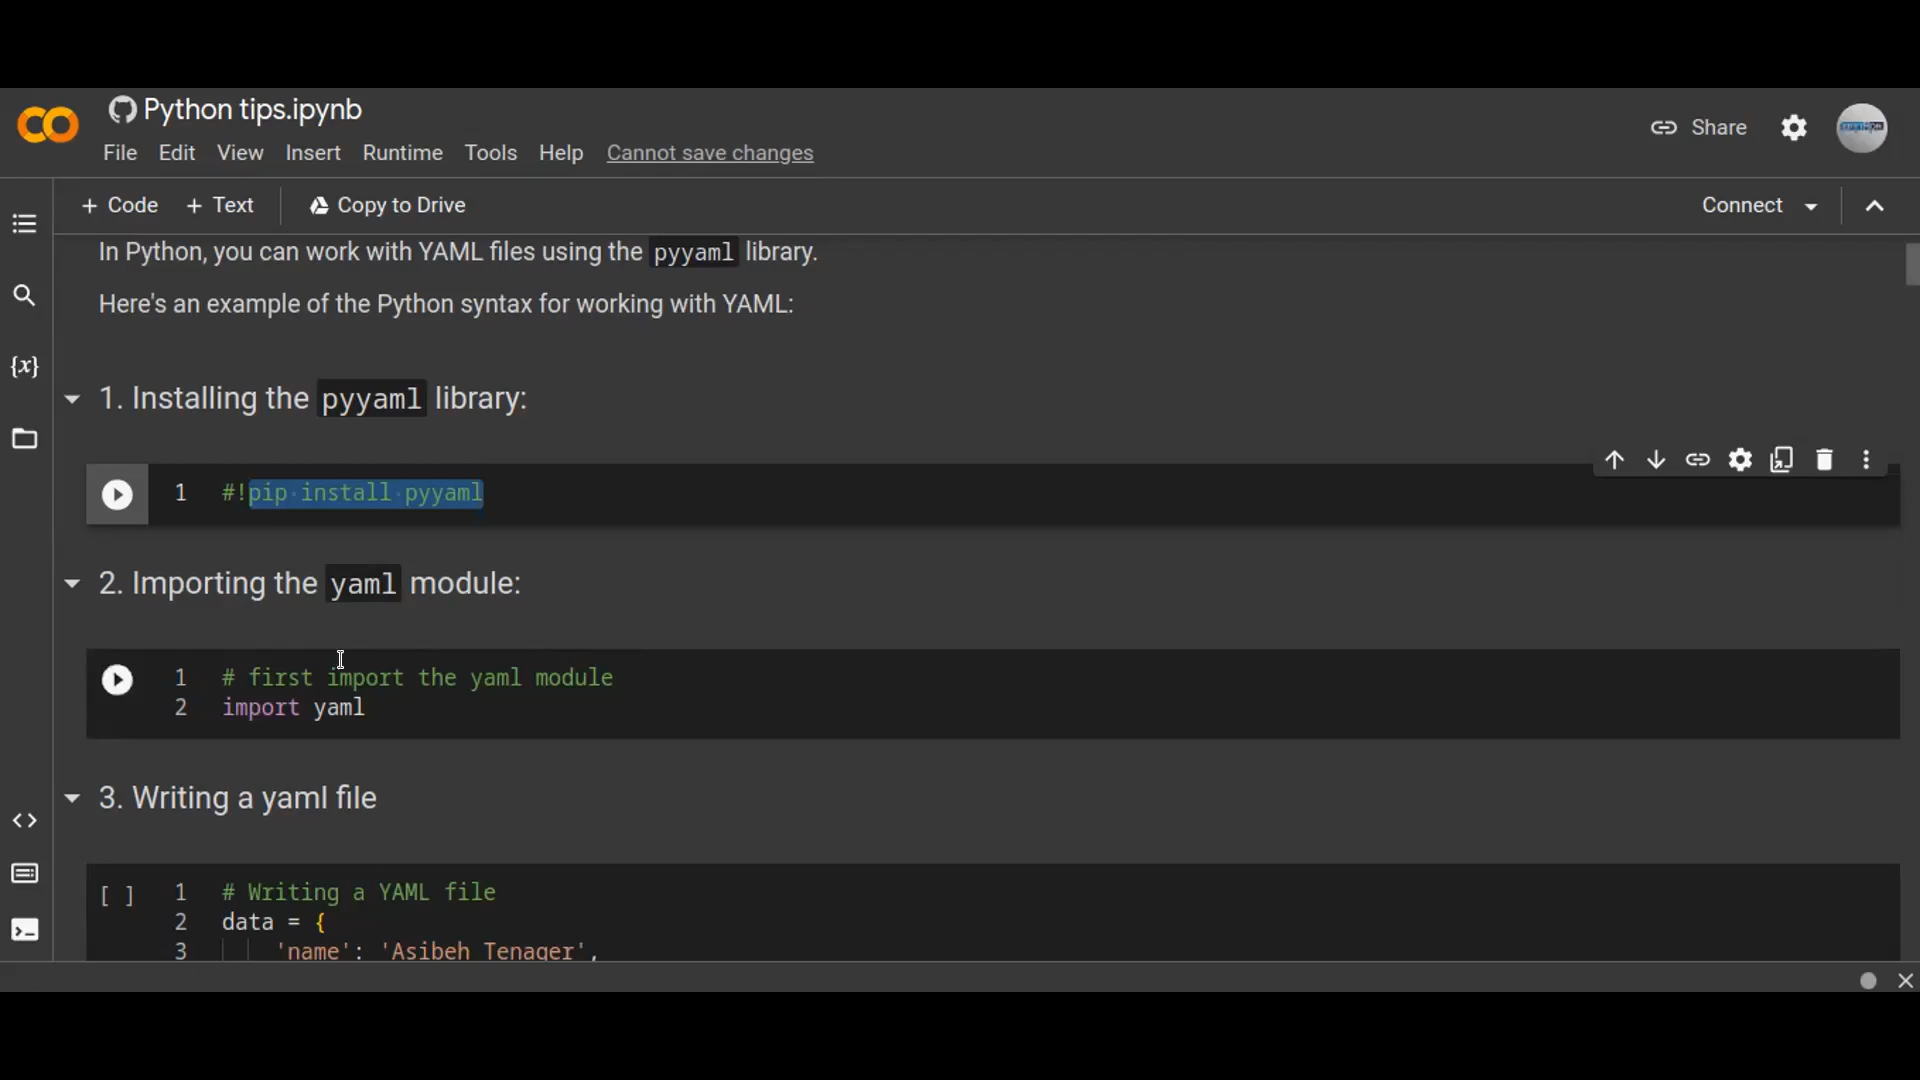 Python tips.ipynb
File Edit View Insert Runtime Tools Help Cannot save changes
Share
+ Code + Text Copy to Drive
Connect
In Python, you can work with YAML files using the pyyaml library.
Here's an example of the Python syntax for working with YAML:
1. Installing the pyyaml library:
1 #!pip install pyyaml
2. Importing the yaml module:
1 # first import the yaml module
2 import yaml
3. Writing a yaml file
[ ] 1 # Writing a YAML file
2 data = {
3 'name': 'Asibeh Tenager',
{x}